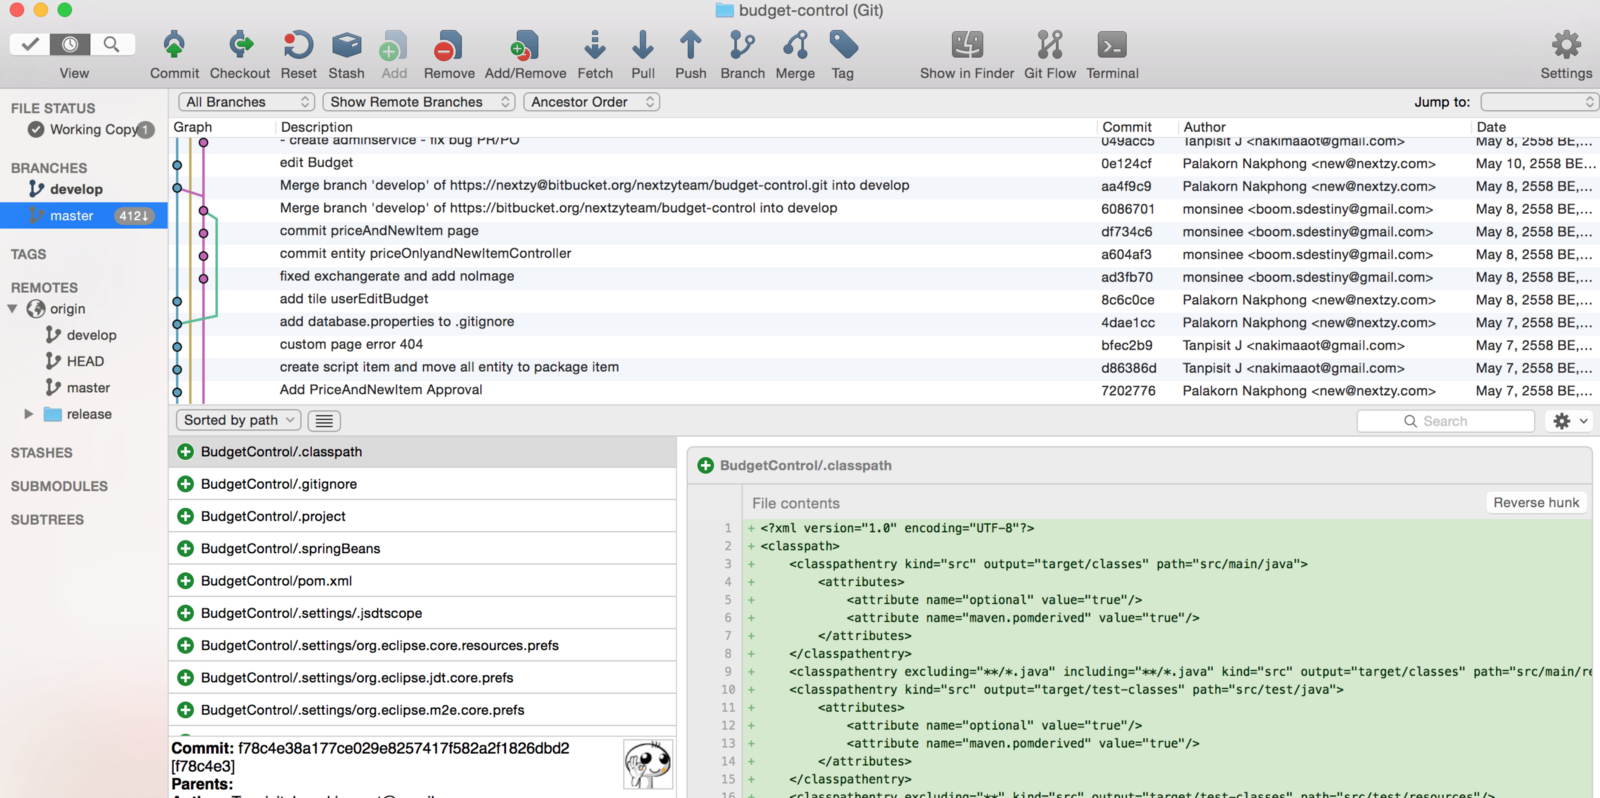 budget-control (Git)
View
Commit Checkout Reset Stash Add Remove Add/Remove Fetch Pull Push Branch Merge Tag Show in Finder Git Flow Terminal Settings
FILE STATUS
Working Copy 1
BRANCHES
develop
master 412↓
TAGS
REMOTES
origin
develop
HEAD
master
release
STASHES
SUBMODULES
SUBTREES
All Branches Show Remote Branches Ancestor Order Jump to:
Graph Description Commit Author Date
- create adminservice - fix bug PR/PO 049acc5 Tanpisit J <nakimaaot@gmail.com> May 8, 2558 BE,...
edit Budget 0e124cf Palakorn Nakphong <new@nextzy.com> May 10, 2558 BE...
Merge branch 'develop' of https://nextzy@bitbucket.org/nextzyteam/budget-control.git into develop aa4f9c9 Palakorn Nakphong <new@nextzy.com> May 8, 2558 BE,...
Merge branch 'develop' of https://bitbucket.org/nextzyteam/budget-control into develop 6086701 monsinee <boom.sdestiny@gmail.com> May 8, 2558 BE,...
commit priceAndNewItem page df734c6 monsinee <boom.sdestiny@gmail.com> May 8, 2558 BE,...
commit entity priceOnlyandNewItemController a604af3 monsinee <boom.sdestiny@gmail.com> May 8, 2558 BE,...
fixed exchangerate and add noImage ad3fb70 monsinee <boom.sdestiny@gmail.com> May 8, 2558 BE,...
add tile userEditBudget 8c6c0ce Palakorn Nakphong <new@nextzy.com> May 8, 2558 BE,...
add database.properties to .gitignore 4dae1cc Palakorn Nakphong <new@nextzy.com> May 7, 2558 BE,...
custom page error 404 bfec2b9 Tanpisit J <nakimaaot@gmail.com> May 7, 2558 BE,...
create script item and move all entity to package item d86386d Tanpisit J <nakimaaot@gmail.com> May 7, 2558 BE,...
Add PriceAndNewItem Approval 7202776 Palakorn Nakphong <new@nextzy.com> May 7, 2558 BE,...
Sorted by path Search
BudgetControl/.classpath
BudgetControl/.gitignore
BudgetControl/.project
BudgetControl/.springBeans
BudgetControl/pom.xml
BudgetControl/.settings/.jsdtscope
BudgetControl/.settings/org.eclipse.core.resources.prefs
BudgetControl/.settings/org.eclipse.jdt.core.prefs
BudgetControl/.settings/org.eclipse.m2e.core.prefs
Commit: f78c4e38a177ce029e8257417f582a2f1826dbd2
[f78c4e3]
Parents:
BudgetControl/.classpath
File contents Reverse hunk
1 + <?xml version="1.0" encoding="UTF-8"?>
2 + <classpath>
3 + <classpathentry kind="src" output="target/classes" path="src/main/java">
4 + <attributes>
5 + <attribute name="optional" value="true"/>
6 + <attribute name="maven.pomderived" value="true"/>
7 + </attributes>
8 + </classpathentry>
9 + <classpathentry excluding="**/*.java" including="**/*.java" kind="src" output="target/classes" path="src/main/re
10 + <classpathentry kind="src" output="target/test-classes" path="src/test/java">
11 + <attributes>
12 + <attribute name="optional" value="true"/>
13 + <attribute name="maven.pomderived" value="true"/>
14 + </attributes>
15 + </classpathentry>
16 + <classpathentry excluding="**" kind="src" output="target/test-classes" path="src/test/resources"/>